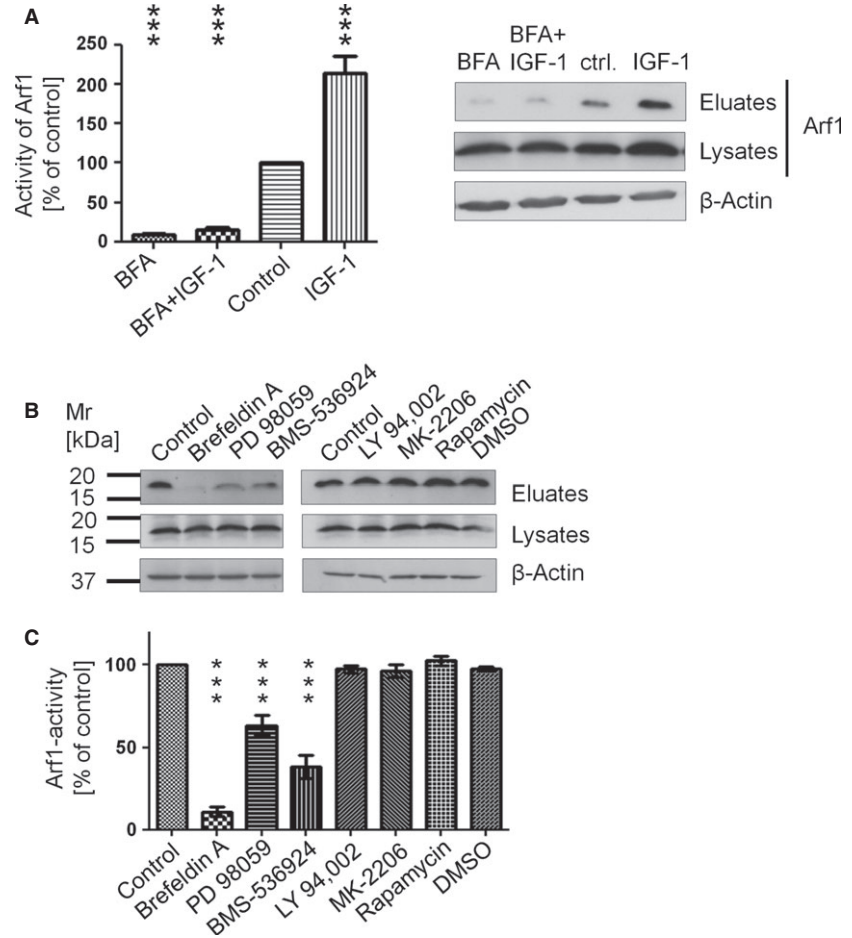 A
Activity of Arf1
[% of control]
250
200
150
100
50
0
***
***
***
BFA
BFA+IGF-1
Control
IGF-1
BFA
BFA+
IGF-1
ctrl.
IGF-1
Eluates
Lysates
Arf1
β-Actin
B
Mr
[kDa]
Control
Brefeldin A
PD 98059
BMS-536924
Control
LY 94,002
MK-2206
Rapamycin
DMSO
20
15
Eluates
20
15
Lysates
37
β-Actin
C
Arf1-activity
[% of control]
100
50
0
***
***
***
Control
Brefeldin A
PD 98059
BMS-536924
LY 94,002
MK-2206
Rapamycin
DMSO